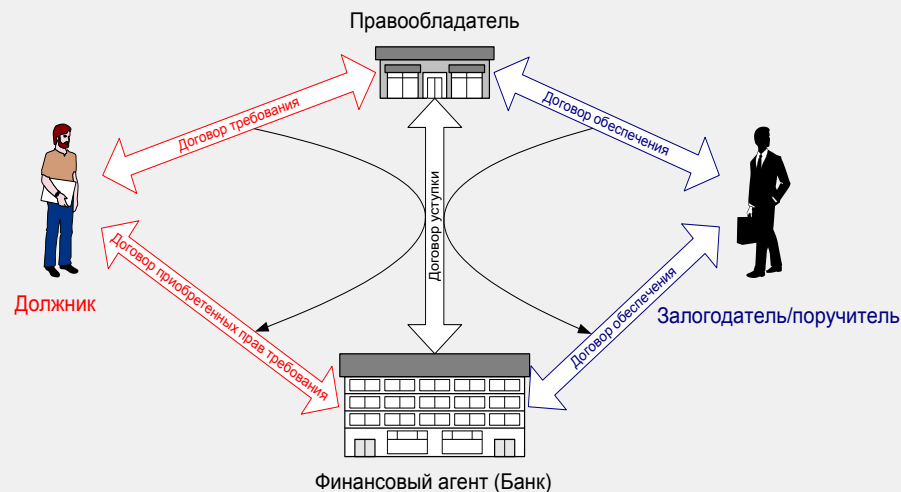 Правообладатель
Договор требования
Договор обеспечения
Договор уступки
Должник
Договор приобретенных прав требования
Договор обеспечения
Залогодатель/поручитель
Финансовый агент (Банк)